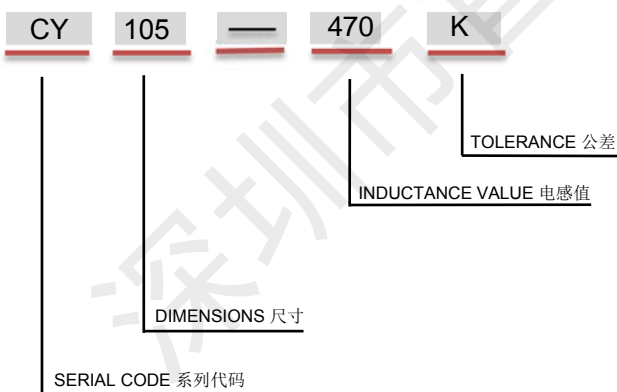 CY 105 — 470 K
TOLERANCE 公差
INDUCTANCE VALUE 电感值
DIMENSIONS 尺寸
SERIAL CODE 系列代码
深圳市